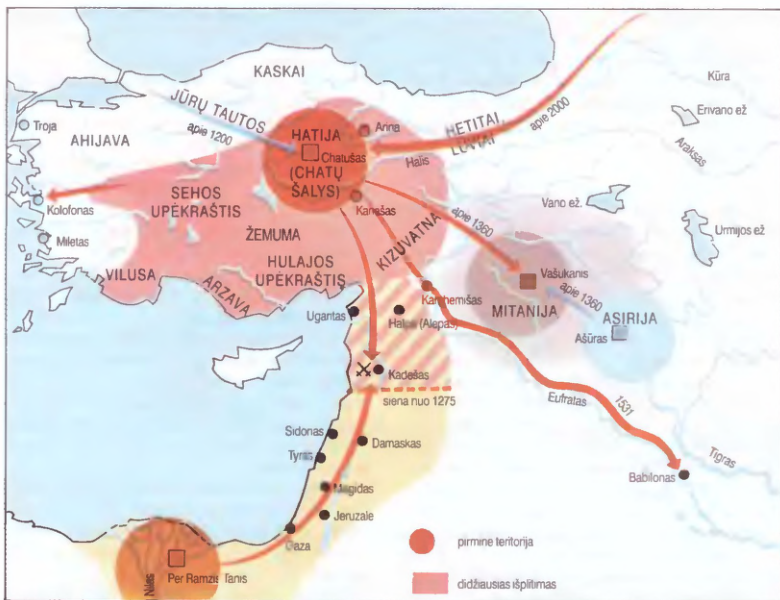 KASKAI
Kūra
JŪRŲ TAUTOS
apie 1200
Troja
AHIJAVA
HETITAI,
LUVIAI
apie 2000
Erivano ež
Araksas
HATIJA
Chatušas
(CHATŲ
ŠALYS)
Halis
SEHOS
UPĖKRAŠTIS
Kolofonas
Kanešas
apie 1360
Vano ež.
Urmijos ež
Miletas
ŽEMUMA
KIZUVATNA
VILUSA
ARZAVA
HULAJOS
UPĖKRAŠTIS
Karchemišas
Vašukanis
MITANIJA
apie 1360
ASIRIJA
Ašūras
Ugaritas
Halpa (Alepas)
Kadešas
siena nuo 1275
Eufratas
1531
Tigras
Babilonas
Sidonas
Tyras
Damaskas
Megidas
Jeruzalė
Gaza
Nilas
Per Ramzis Tanis
pirminė teritorija
didžiausias išplitimas